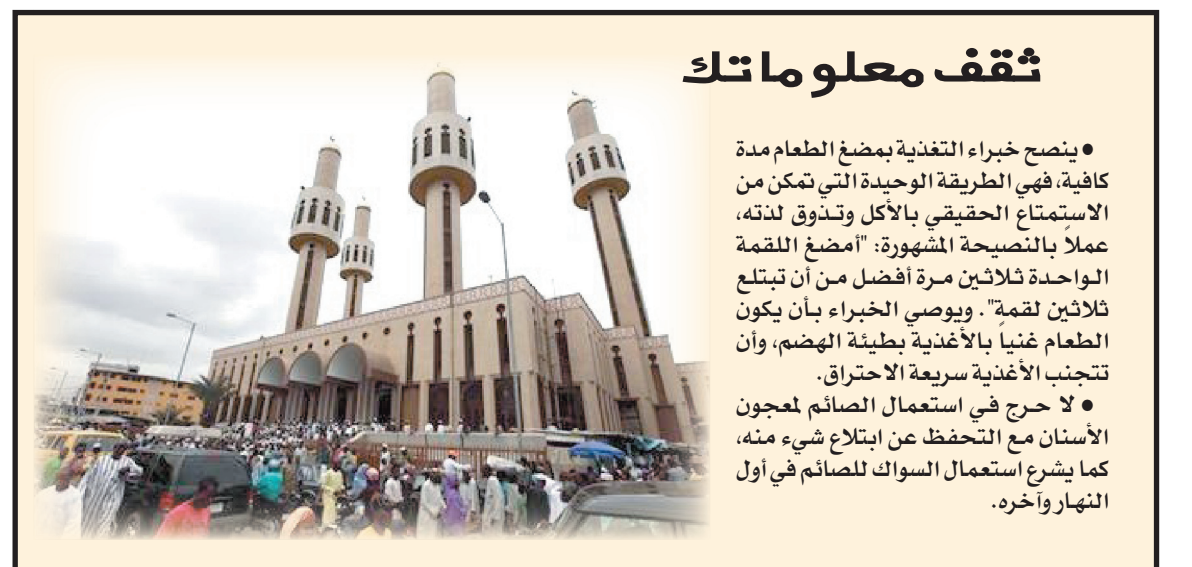 ثقف معلوماتك
● ينصح خبراء التغذية بمضغ الطعام مدة
كافية، فهي الطريقة الوحيدة التي تمكن من
الاستمتاع الحقيقي بالأكل وتذوق لذته،
عملاً بالنصيحة المشهورة: "أمضغ اللقمة
الواحدة ثلاثين مرة أفضل من أن تبتلع
ثلاثين لقمة". ويوصي الخبراء بأن يكون
الطعام غنياً بالأغذية بطيئة الهضم، وأن
تتجنب الأغذية سريعة الاحتراق.
● لا حرج في استعمال الصائم لمعجون
الأسنان مع التحفظ عن ابتلاع شيء منه،
كما يشرع استعمال السواك للصائم في أول
النهار وآخره.